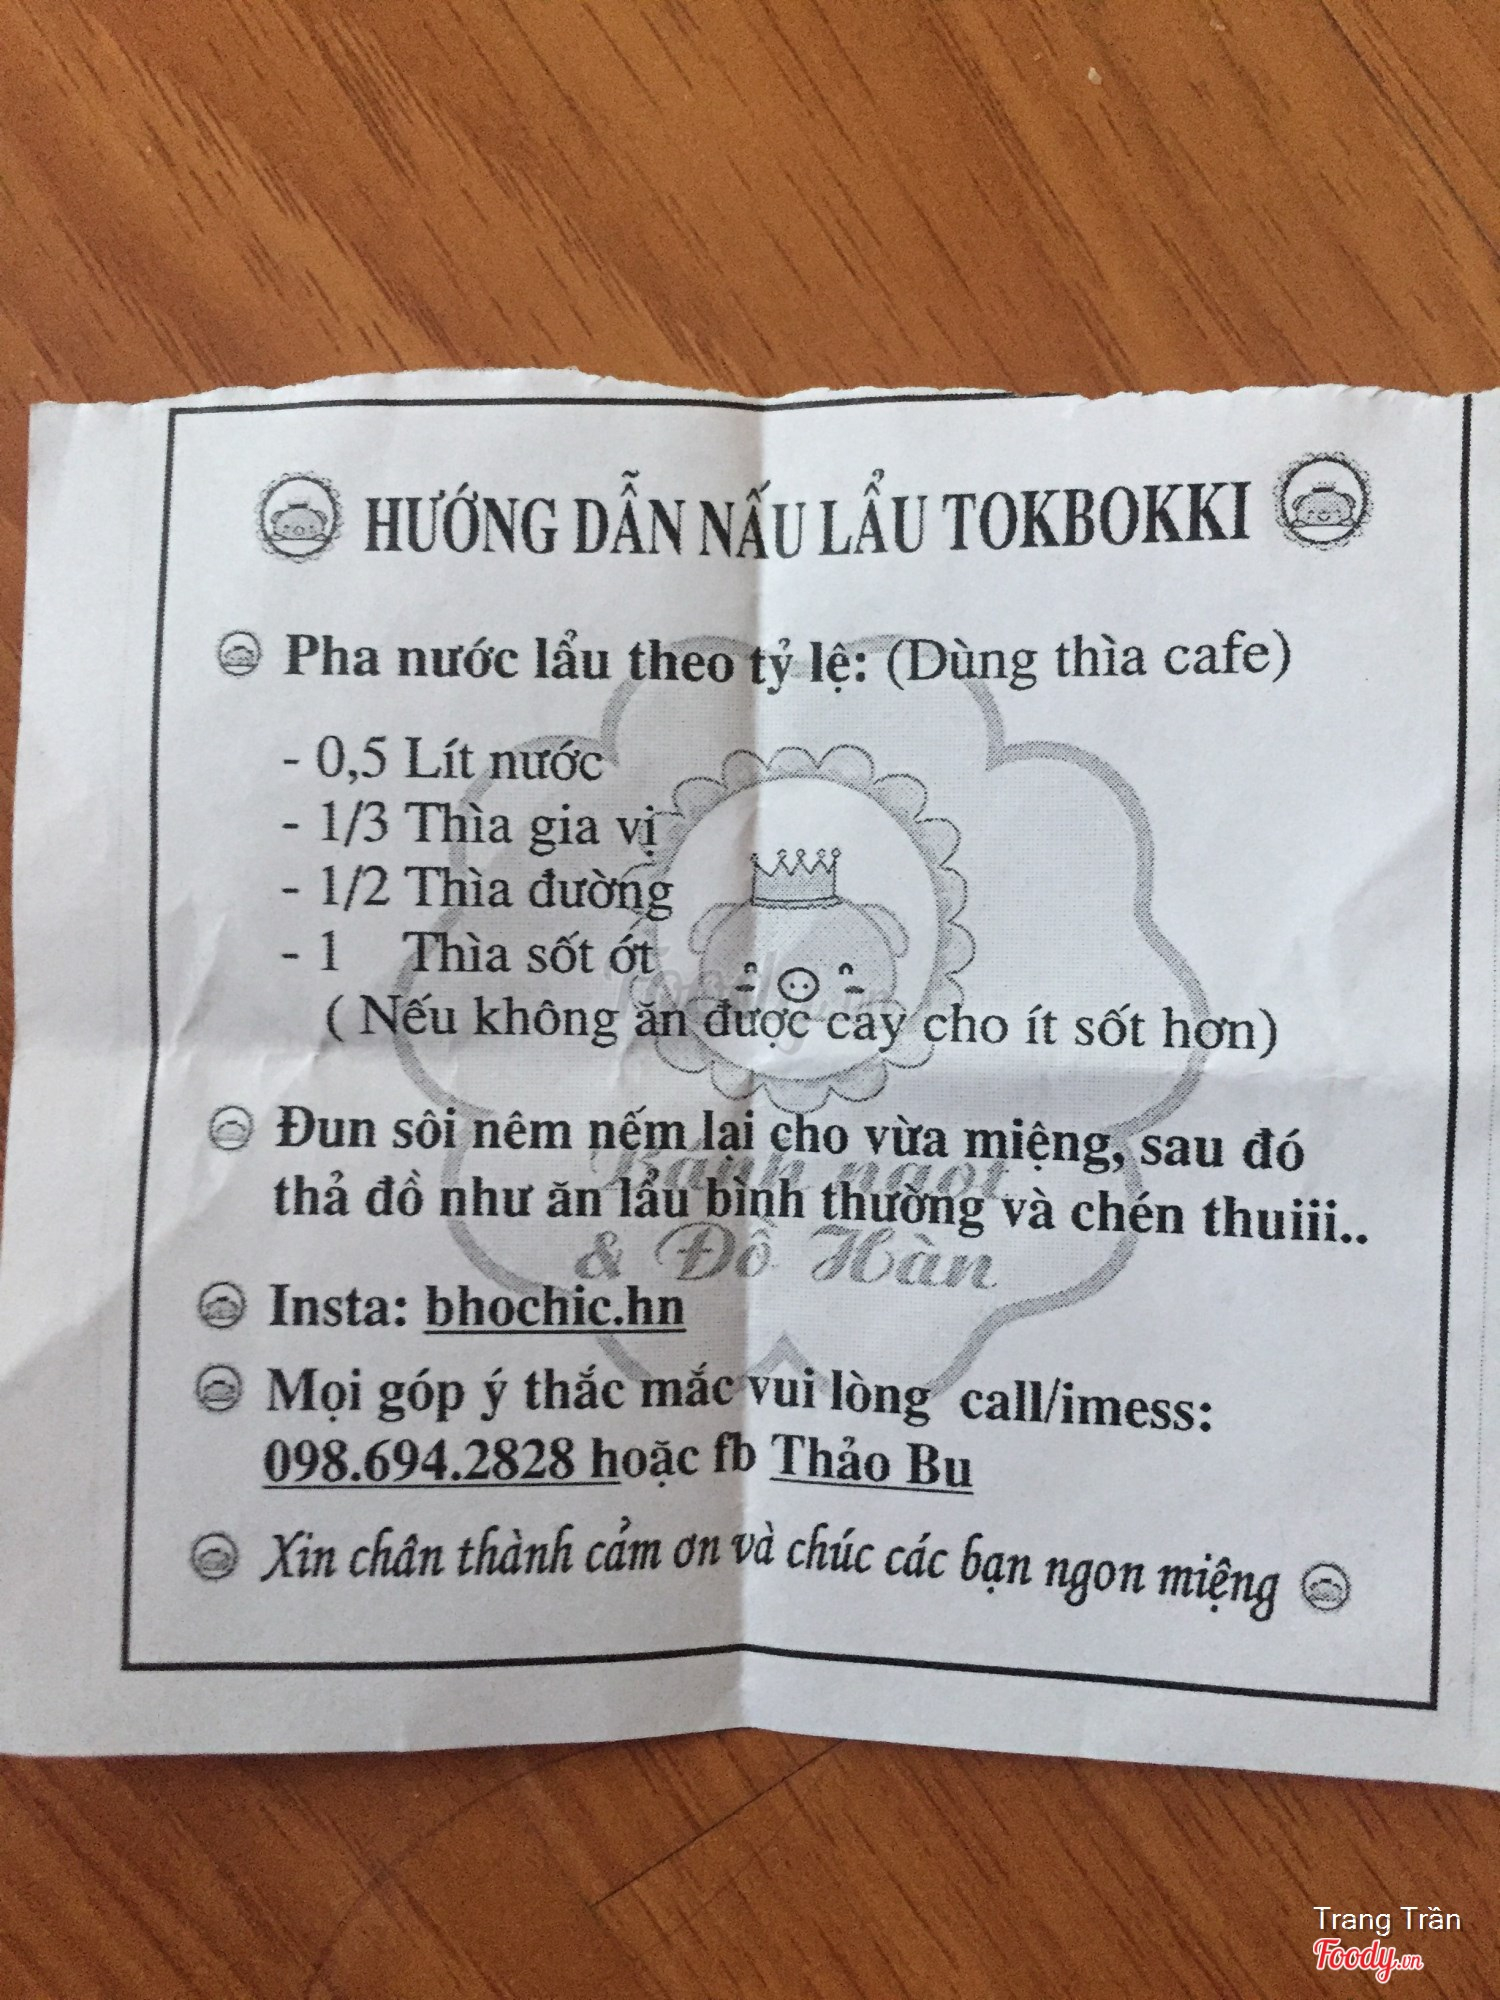 HƯỚNG DẪN NẤU LẨU TOKBOKKI
Pha nước lẩu theo tỷ lệ: (Dùng thìa cafe)
- 0,5 Lít nước
- 1/3 Thìa gia vị
- 1/2 Thìa đường
- 1 Thìa sốt ớt
( Nếu không ăn được cay cho ít sốt hơn)
Foody.vn
Đun sôi nêm nếm lại cho vừa miệng, sau đó
Bánh ngọt
thả đồ như ăn lẩu bình thường và chén thuiii..
& Đồ Hàn
Insta: bhochic.hn
Mọi góp ý thắc mắc vui lòng call/imess:
098.694.2828 hoặc fb Thảo Bu
Xin chân thành cảm ơn và chúc các bạn ngon miệng
Trang Trần
Foody.vn